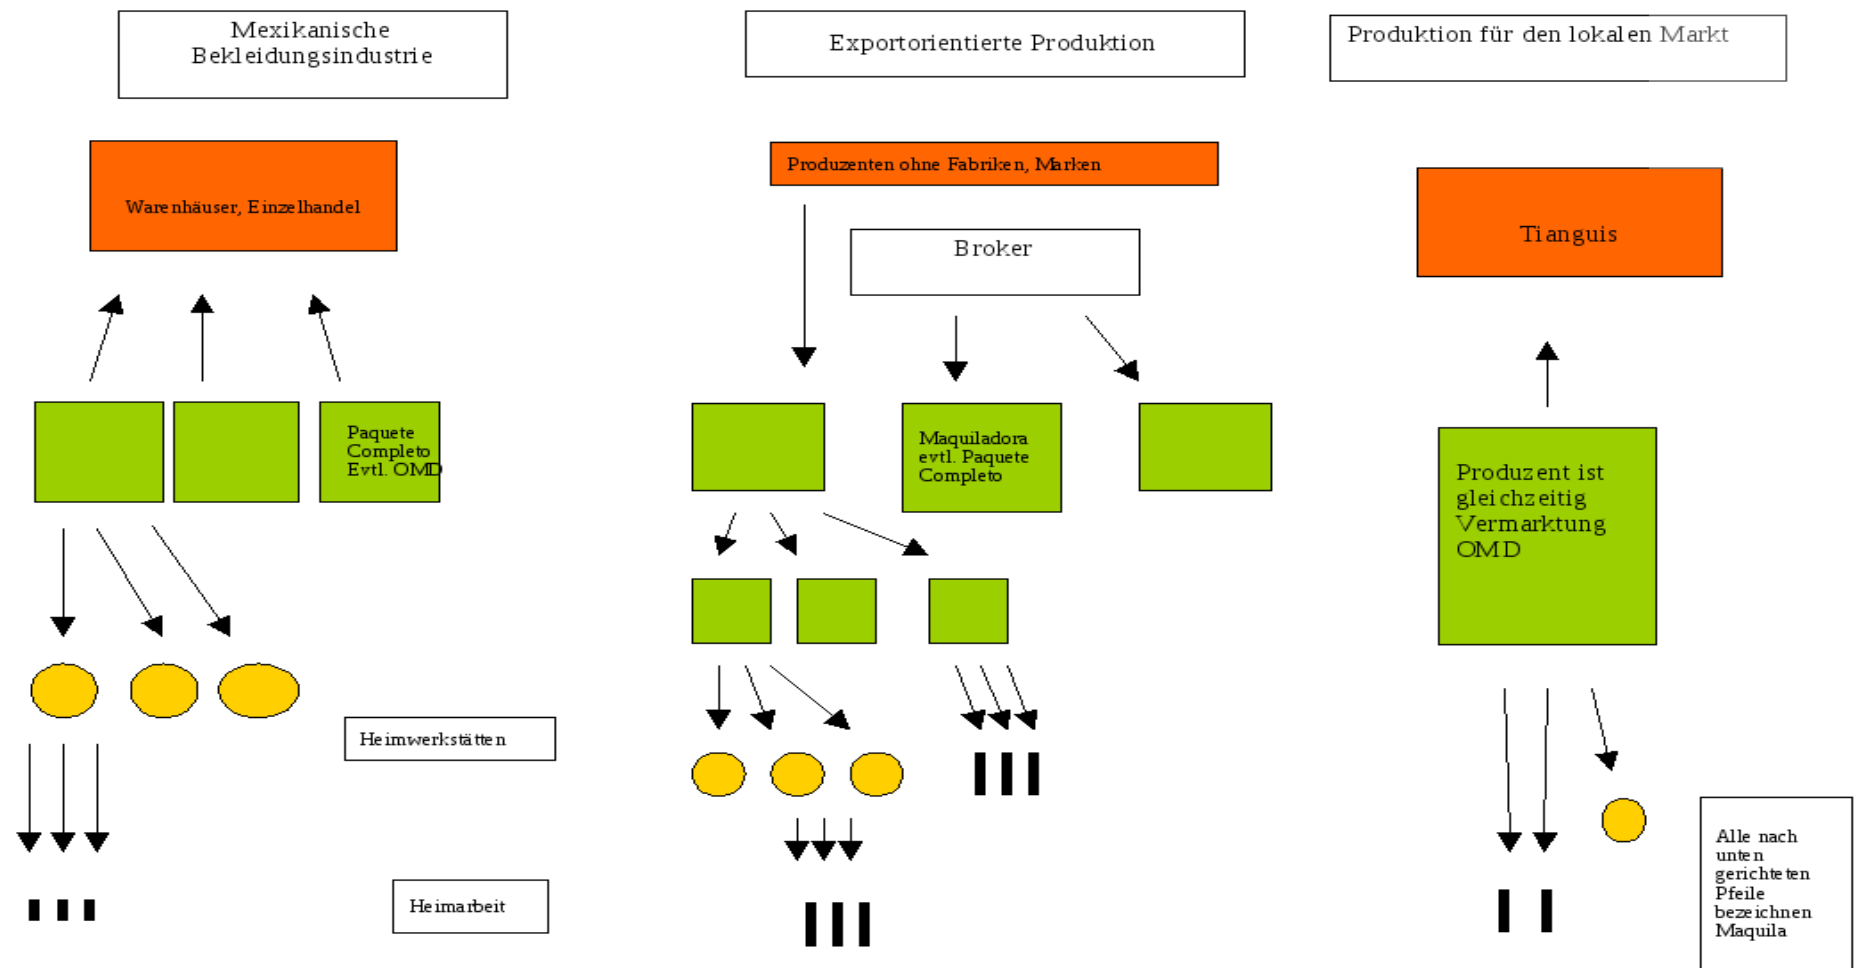 Mexikanische
Bekleidungsindustrie
Exportorientierte Produktion
Produktion für den lokalen Markt
Warenhäuser, Einzelhandel
Produzenten ohne Fabriken, Marken
Broker
Tianguis
Paquete
Completo
Evtl. OMD
Maquiladora
evtl. Paquete
Completo
Produzent ist
gleichzeitig
Vermarktung
OMD
Heimwerkstätten
Heimarbeit
Alle nach
unten
gerichteten
Pfeile
bezeichnen
Maquila